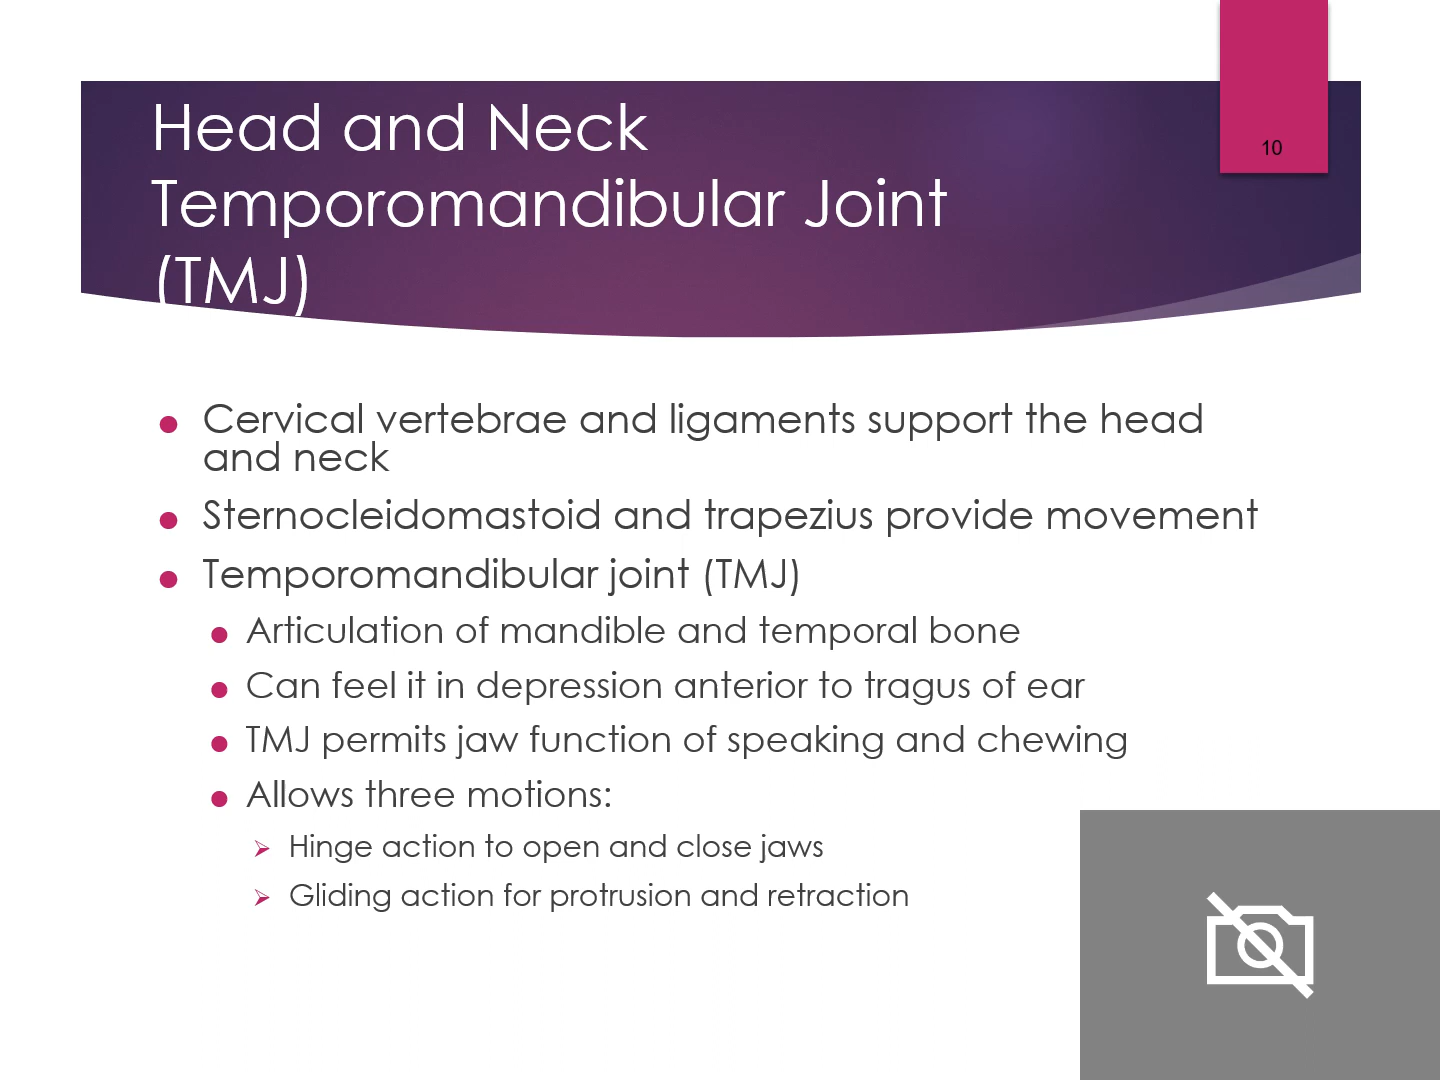 10
Head and Neck
Temporomandibular Joint
(TMJ)
Cervical vertebrae and ligaments support the head
and neck
Sternocleidomastoid and trapezius provide movement
Temporomandibular joint (TMJ)
Articulation of mandible and temporal bone
Can feel it in depression anterior to tragus of ear
TMJ permits jaw function of speaking and chewing
Allows three motions:
Hinge action to open and close jaws
Gliding action for protrusion and retraction